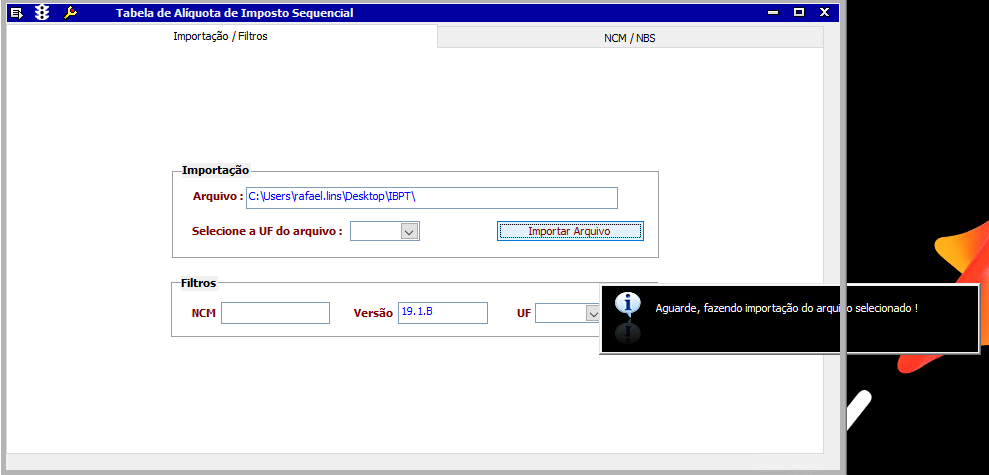 Tabela de Alíquota de Imposto Sequencial
Importação / Filtros
NCM / NBS
Importação
Arquivo : C:\Users\rafael.lins\Desktop\IBPT\
Selecione a UF do arquivo :
Importar Arquivo
Filtros
NCM
Versão 19.1.B
UF
Aguarde, fazendo importação do arquivo selecionado !